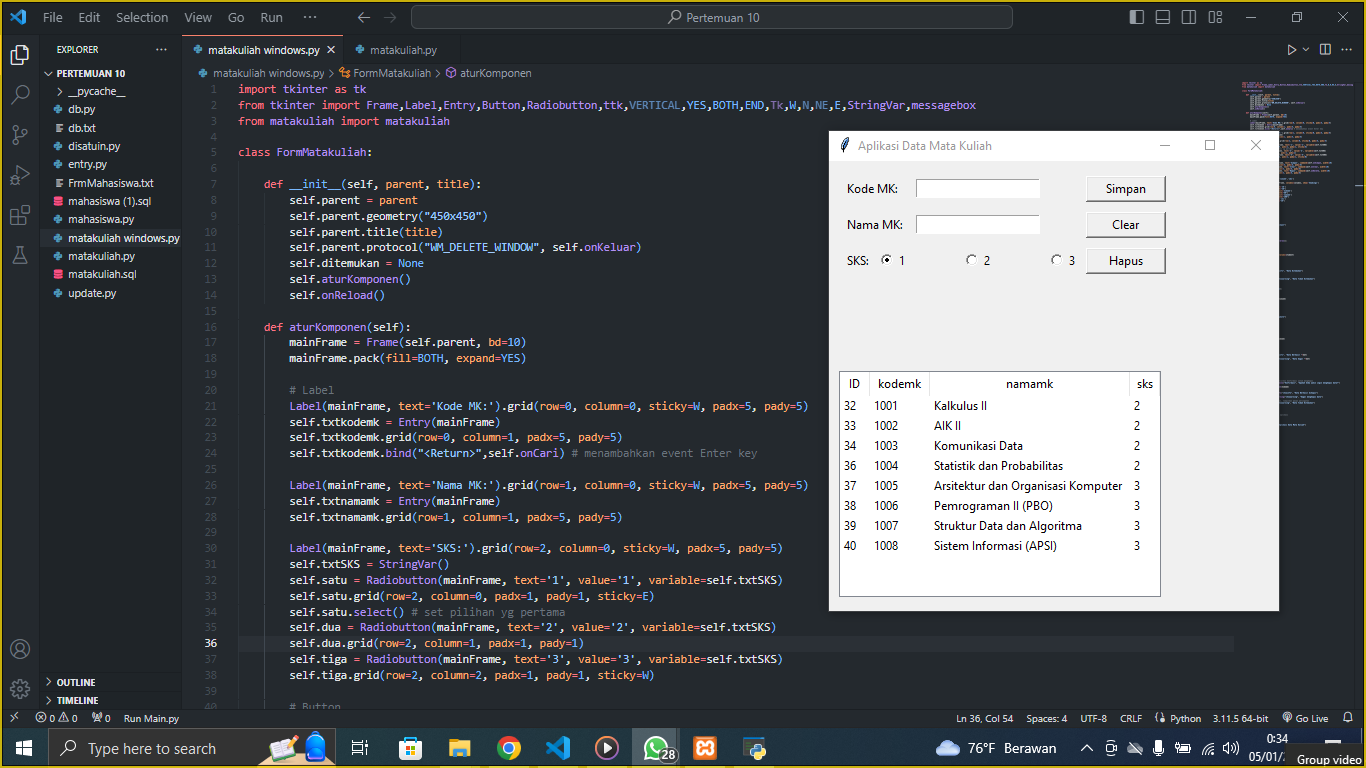 File Edit Selection View Go Run ··· Pertemuan 10
EXPLORER ···
PERTEMUAN 10
__pycache__
db.py
db.txt
disatuin.py
entry.py
FrmMahasiswa.txt
mahasiswa (1).sql
mahasiswa.py
matakuliah windows.py
matakuliah.py
matakuliah.sql
update.py
OUTLINE
TIMELINE
matakuliah windows.py matakuliah.py
matakuliah windows.py > FormMatakuliah > aturKomponen
1 import tkinter as tk
2 from tkinter import Frame,Label,Entry,Button,Radiobutton,ttk,VERTICAL,YES,BOTH,END,Tk,W,N,NE,E,StringVar,messagebox
3 from matakuliah import matakuliah
4
5 class FormMatakuliah:
6
7 def __init__(self, parent, title):
8 self.parent = parent
9 self.parent.geometry("450x450")
10 self.parent.title(title)
11 self.parent.protocol("WM_DELETE_WINDOW", self.onKeluar)
12 self.ditemukan = None
13 self.aturKomponen()
14 self.onReload()
15
16 def aturKomponen(self):
17 mainFrame = Frame(self.parent, bd=10)
18 mainFrame.pack(fill=BOTH, expand=YES)
19
20 # Label
21 Label(mainFrame, text='Kode MK:').grid(row=0, column=0, sticky=W, padx=5, pady=5)
22 self.txtkodemk = Entry(mainFrame)
23 self.txtkodemk.grid(row=0, column=1, padx=5, pady=5)
24 self.txtkodemk.bind("<Return>",self.onCari) # menambahkan event Enter key
25
26 Label(mainFrame, text='Nama MK:').grid(row=1, column=0, sticky=W, padx=5, pady=5)
27 self.txtnamamk = Entry(mainFrame)
28 self.txtnamamk.grid(row=1, column=1, padx=5, pady=5)
29
30 Label(mainFrame, text='SKS:').grid(row=2, column=0, sticky=W, padx=5, pady=5)
31 self.txtSKS = StringVar()
32 self.satu = Radiobutton(mainFrame, text='1', value='1', variable=self.txtSKS)
33 self.satu.grid(row=2, column=0, padx=1, pady=1, sticky=E)
34 self.satu.select() # set pilihan yg pertama
35 self.dua = Radiobutton(mainFrame, text='2', value='2', variable=self.txtSKS)
36 self.dua.grid(row=2, column=1, padx=1, pady=1)
37 self.tiga = Radiobutton(mainFrame, text='3', value='3', variable=self.txtSKS)
38 self.tiga.grid(row=2, column=2, padx=1, pady=1, sticky=W)
39
40 # Button
Aplikasi Data Mata Kuliah
Kode MK: Simpan
Nama MK: Clear
SKS: 1 2 3 Hapus
ID kodemk namamk sks
32 1001 Kalkulus II 2
33 1002 AIK II 2
34 1003 Komunikasi Data 2
36 1004 Statistik dan Probabilitas 2
37 1005 Arsitektur dan Organisasi Komputer 3
38 1006 Pemrograman II (PBO) 3
39 1007 Struktur Data dan Algoritma 3
40 1008 Sistem Informasi (APSI) 3
0 0 0 Run Main.py Ln 36, Col 54 Spaces: 4 UTF-8 CRLF Python 3.11.5 64-bit Go Live
Type here to search 28 76°F Berawan 0:34
05/01/
Group video